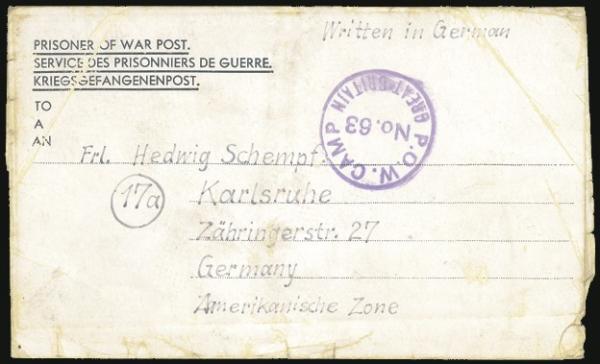 Written in German
PRISONER OF WAR POST.
SERVICE DES PRISONNIERS DE GUERRE.
KRIEGSGEFANGENENPOST.
TO
A
AN
P.O.W. CAMP
No. 63
GREAT BRITAIN
Frl. Hedwig Schempf.
17a
Karlsruhe
Zähringerstr. 27
Germany
Amerikanische Zone